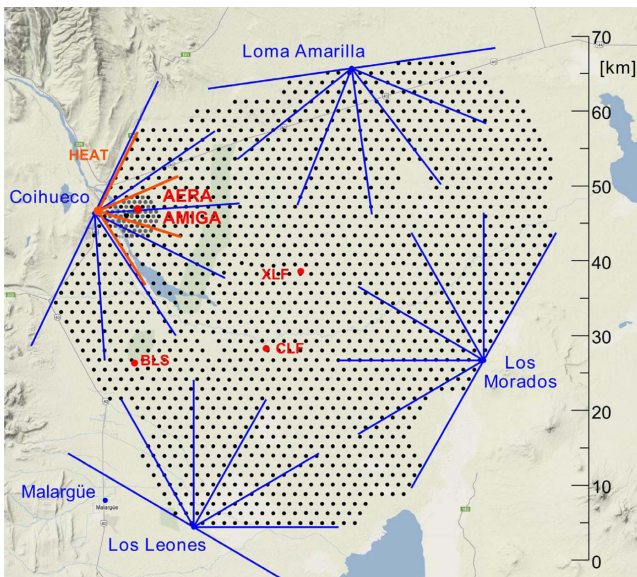 70
Loma Amarilla
[km]
60
HEAT
Coihueco
AERA
50
AMIGA
XLF
40
30
CLF
BLS
Los
Morados
20
Malargüe
Malargüe
10
Los Leones
0